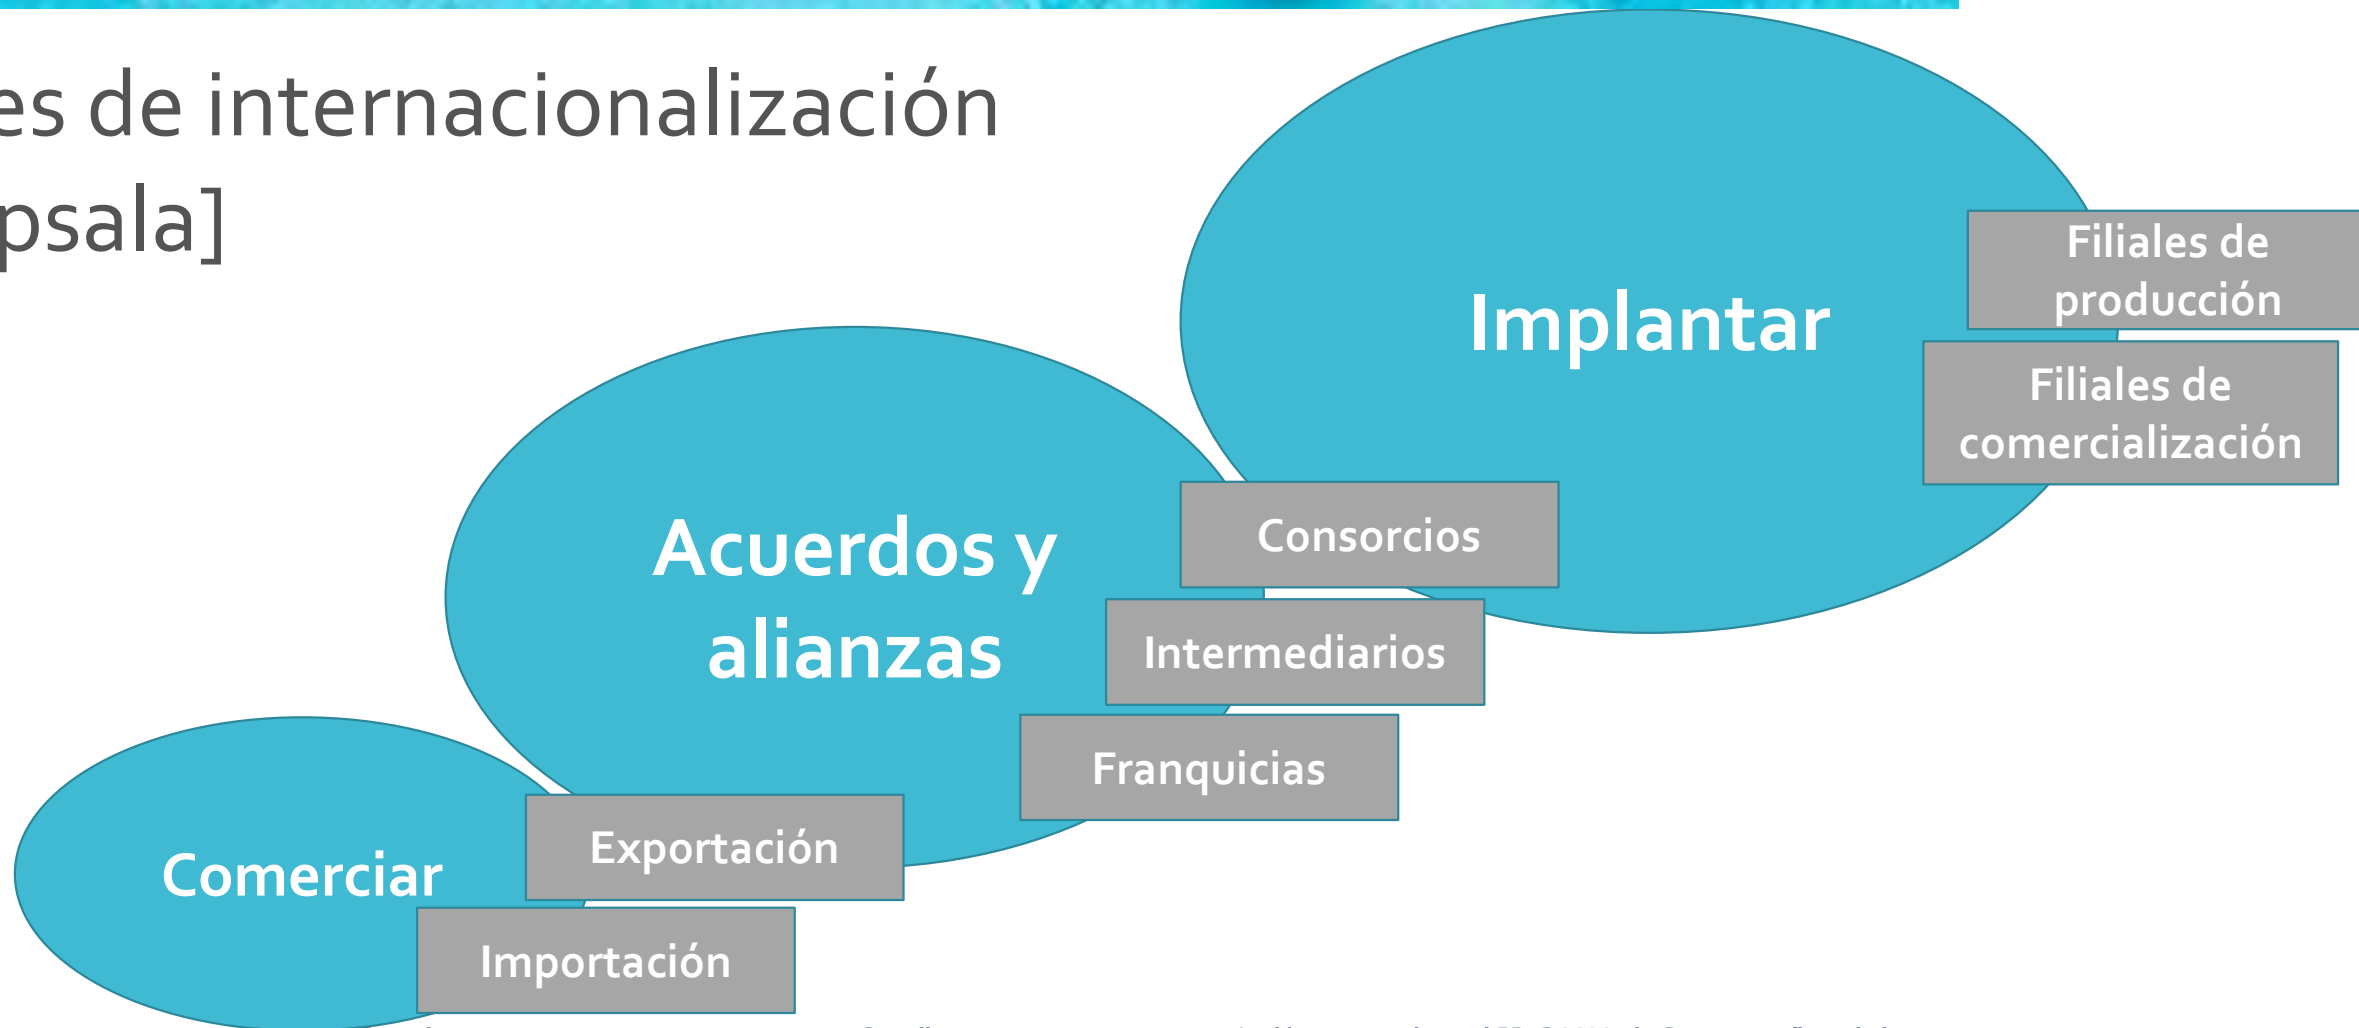 es de internacionalización
psala]
Implantar
Filiales de
producción
Filiales de
comercialización
Acuerdos y
alianzas
Consorcios
Intermediarios
Franquicias
Comerciar
Exportación
Importación